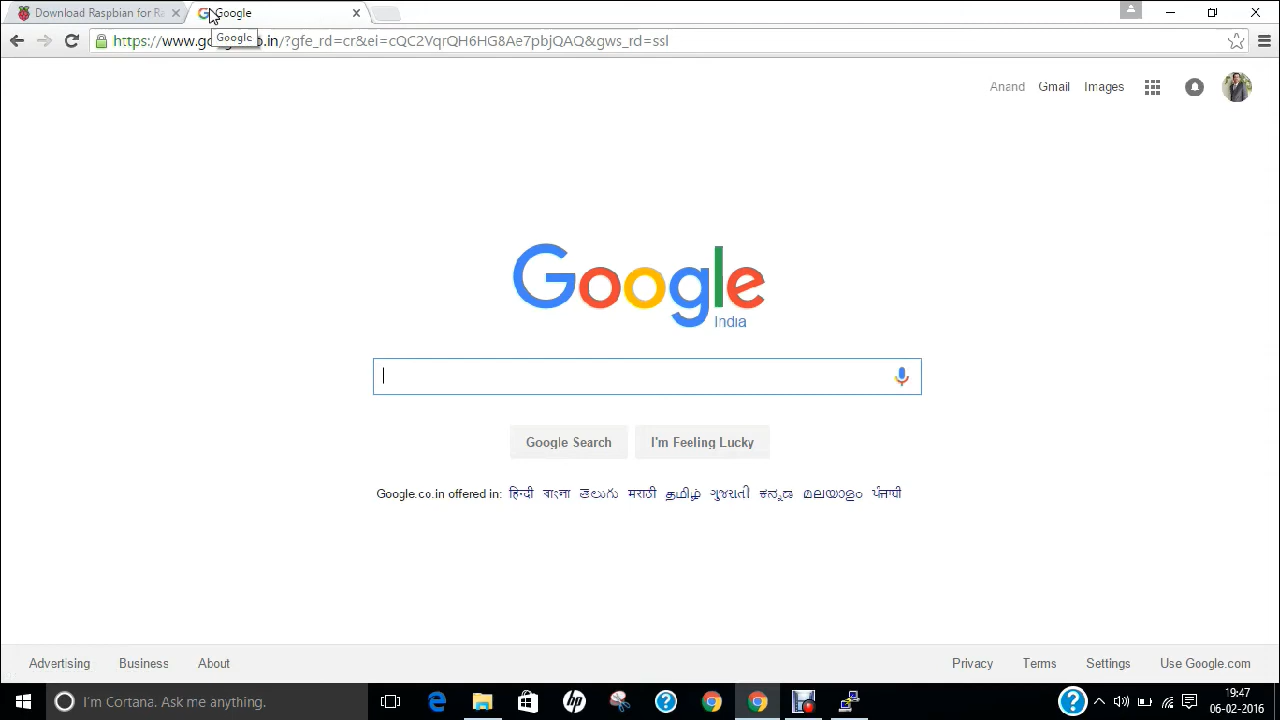 Download Raspbian for Ra
Google
https://www.goo
.in/?gfe_rd=cr&ei=cQC2VqrQH6HG8Ae7pbjQAQ&gws_rd=ssl
Google
Anand Gmail Images
Google
India
Google Search I'm Feeling Lucky
Google.co.in offered in: हिन्दी বাংলা తెలుగు मराठी தமிழ் ગુજરાતી ಕನ್ನಡ മലയാളം ਪੰਜਾਬੀ
Advertising Business About Privacy Terms Settings Use Google.com
I'm Cortana. Ask me anything.
19:47
06-02-2016